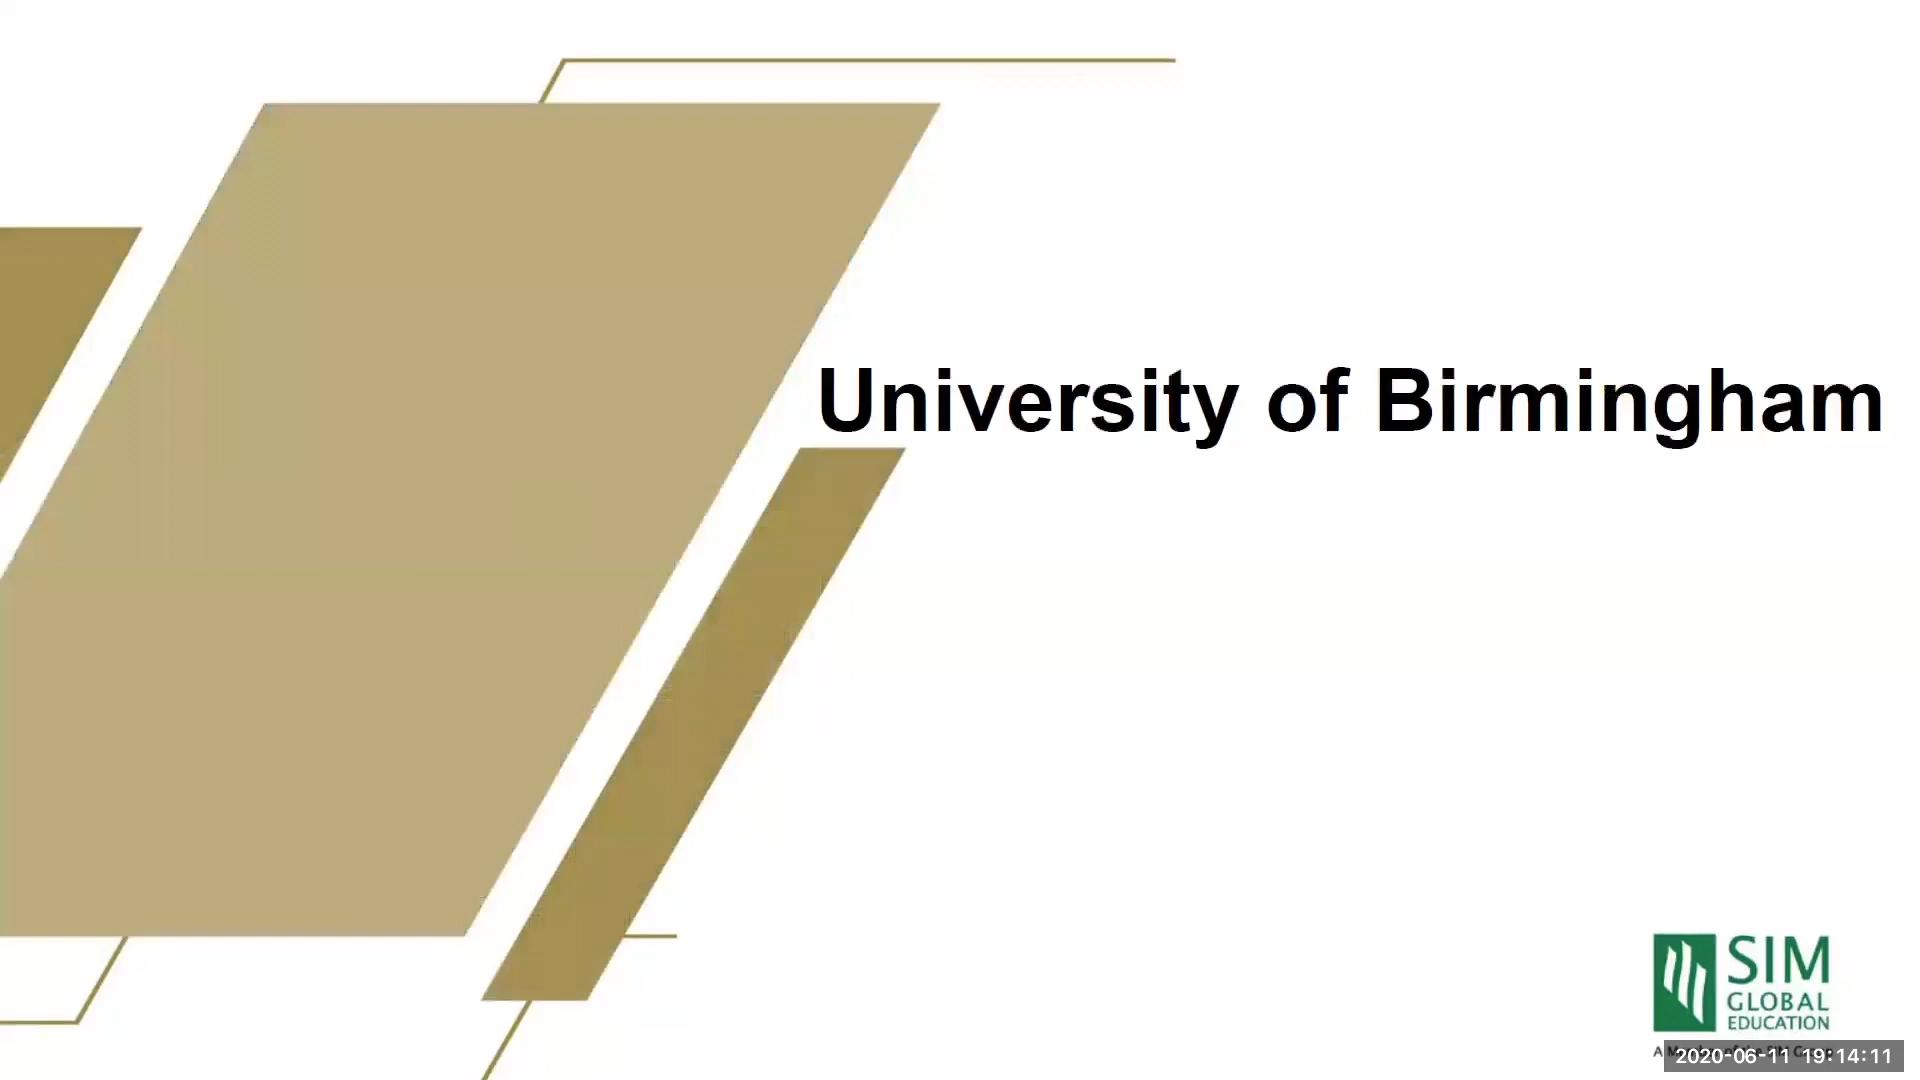 University of Birmingham
SIM
GLOBAL
EDUCATION
2020-06-11 19:14:11